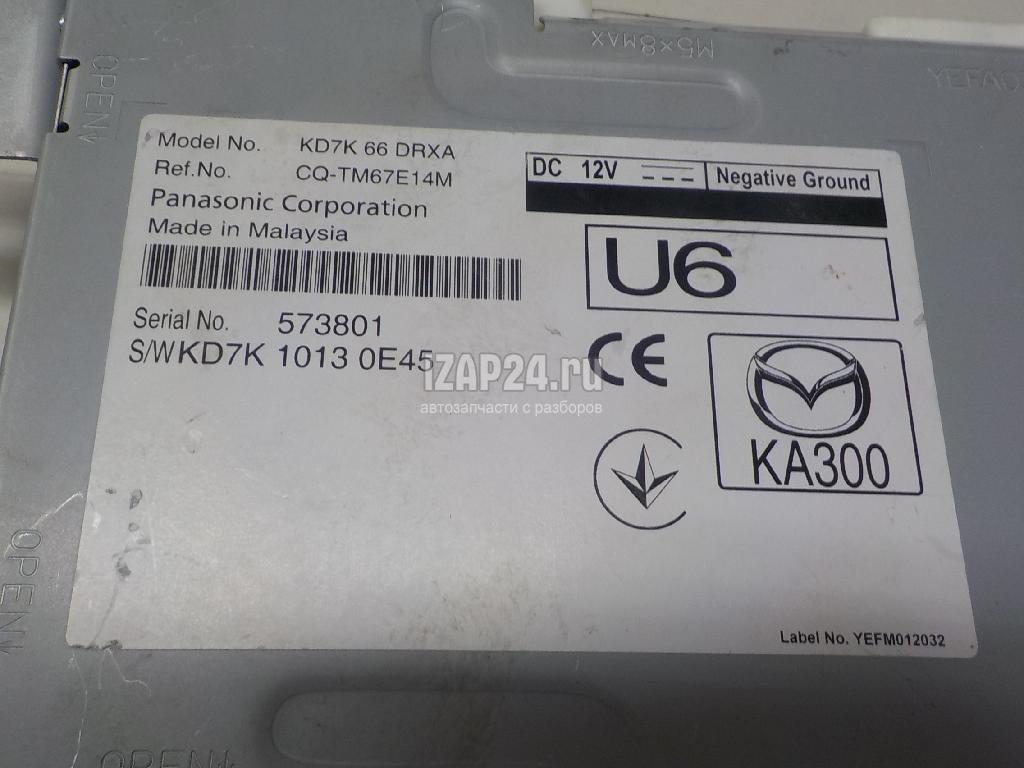 M5×8MAX
YEFA0
OPEN
Model No. KD7K 66 DRXA
Ref.No. CQ-TM67E14M
Panasonic Corporation
Made in Malaysia
DC 12V Negative Ground
U6
Serial No. 573801
S/WKD7K 1013 0E45
CE
iZAP24.ru
автозапчасти с разборов
KA300
OPEN
Label No. YEFM012032
OPEN